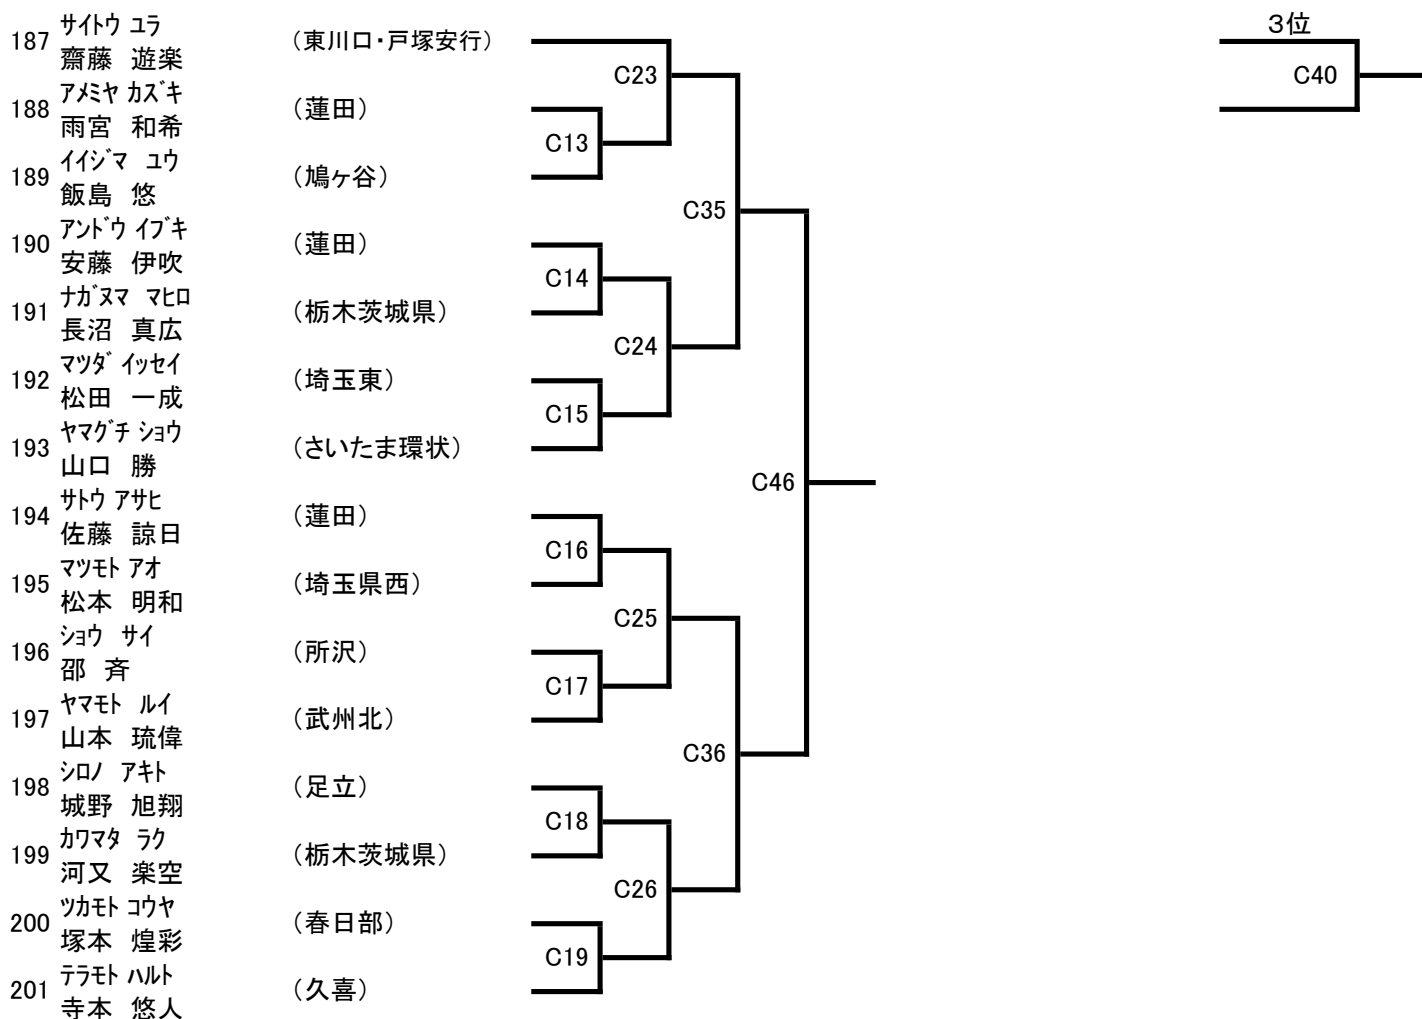 サイトウ ユラ
187 齋藤 遊楽 (東川口・戸塚安行)
アメミヤ カズキ
188 雨宮 和希 (蓮田)
イイジマ ユウ
189 飯島 悠 (鳩ヶ谷)
アンドウ イブキ
190 安藤 伊吹 (蓮田)
ナガヌマ マヒロ
191 長沼 真広 (栃木茨城県)
マツダ イッセイ
192 松田 一成 (埼玉東)
ヤマグチ ショウ
193 山口 勝 (さいたま環状)
サトウ アサヒ
194 佐藤 諒日 (蓮田)
マツモト アオ
195 松本 明和 (埼玉県西)
ショウ サイ
196 邵 斉 (所沢)
ヤマモト ルイ
197 山本 琉偉 (武州北)
シロノ アキト
198 城野 旭翔 (足立)
カワマタ ラク
199 河又 楽空 (栃木茨城県)
ツカモト コウヤ
200 塚本 煌彩 (春日部)
テラモト ハルト
201 寺本 悠人 (久喜)
C23
C13
C35
C14
C24
C15
C46
C16
C25
C17
C36
C18
C26
C19
3位
C40